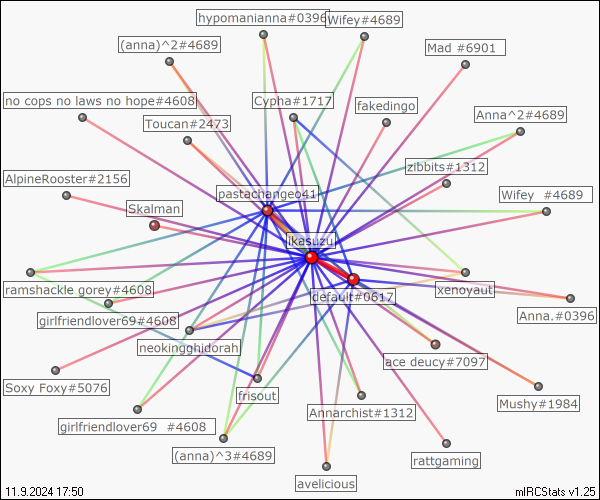 hypomanianna#0396
Wifey#4689
(anna)^2#4689
Mad #6901
no cops no laws no hope#4608
Cypha#1717
fakedingo
Toucan#2473
Anna^2#4689
zibbits#1312
AlpineRooster#2156
pastachangeo41
Wifey #4689
Skalman
likasuzu
ramshackle gorey#4608
default#0617
xenoyaut
girlfriendlover69#4608
Anna.#0396
neokingghidorah
ace deucy#7097
Soxy Foxy#5076
frisout
Annarchist#1312
Mushy#1984
girlfriendlover69 #4608
(anna)^3#4689
rattgaming
avelicious
11.9.2024 17:50
mIRCStats v1.25